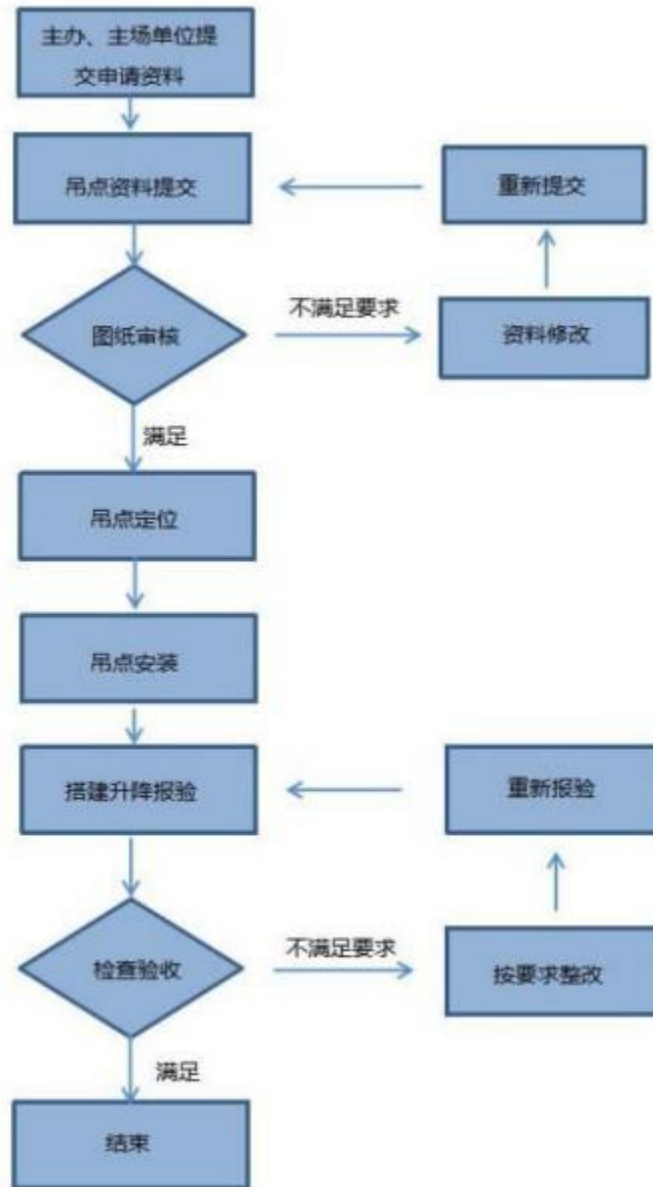 主办、主场单位提
交申请资料
吊点资料提交
重新提交
图纸审核
不满足要求
资料修改
满足
吊点定位
吊点安装
搭建升降报验
重新报验
检查验收
不满足要求
按要求整改
满足
结束